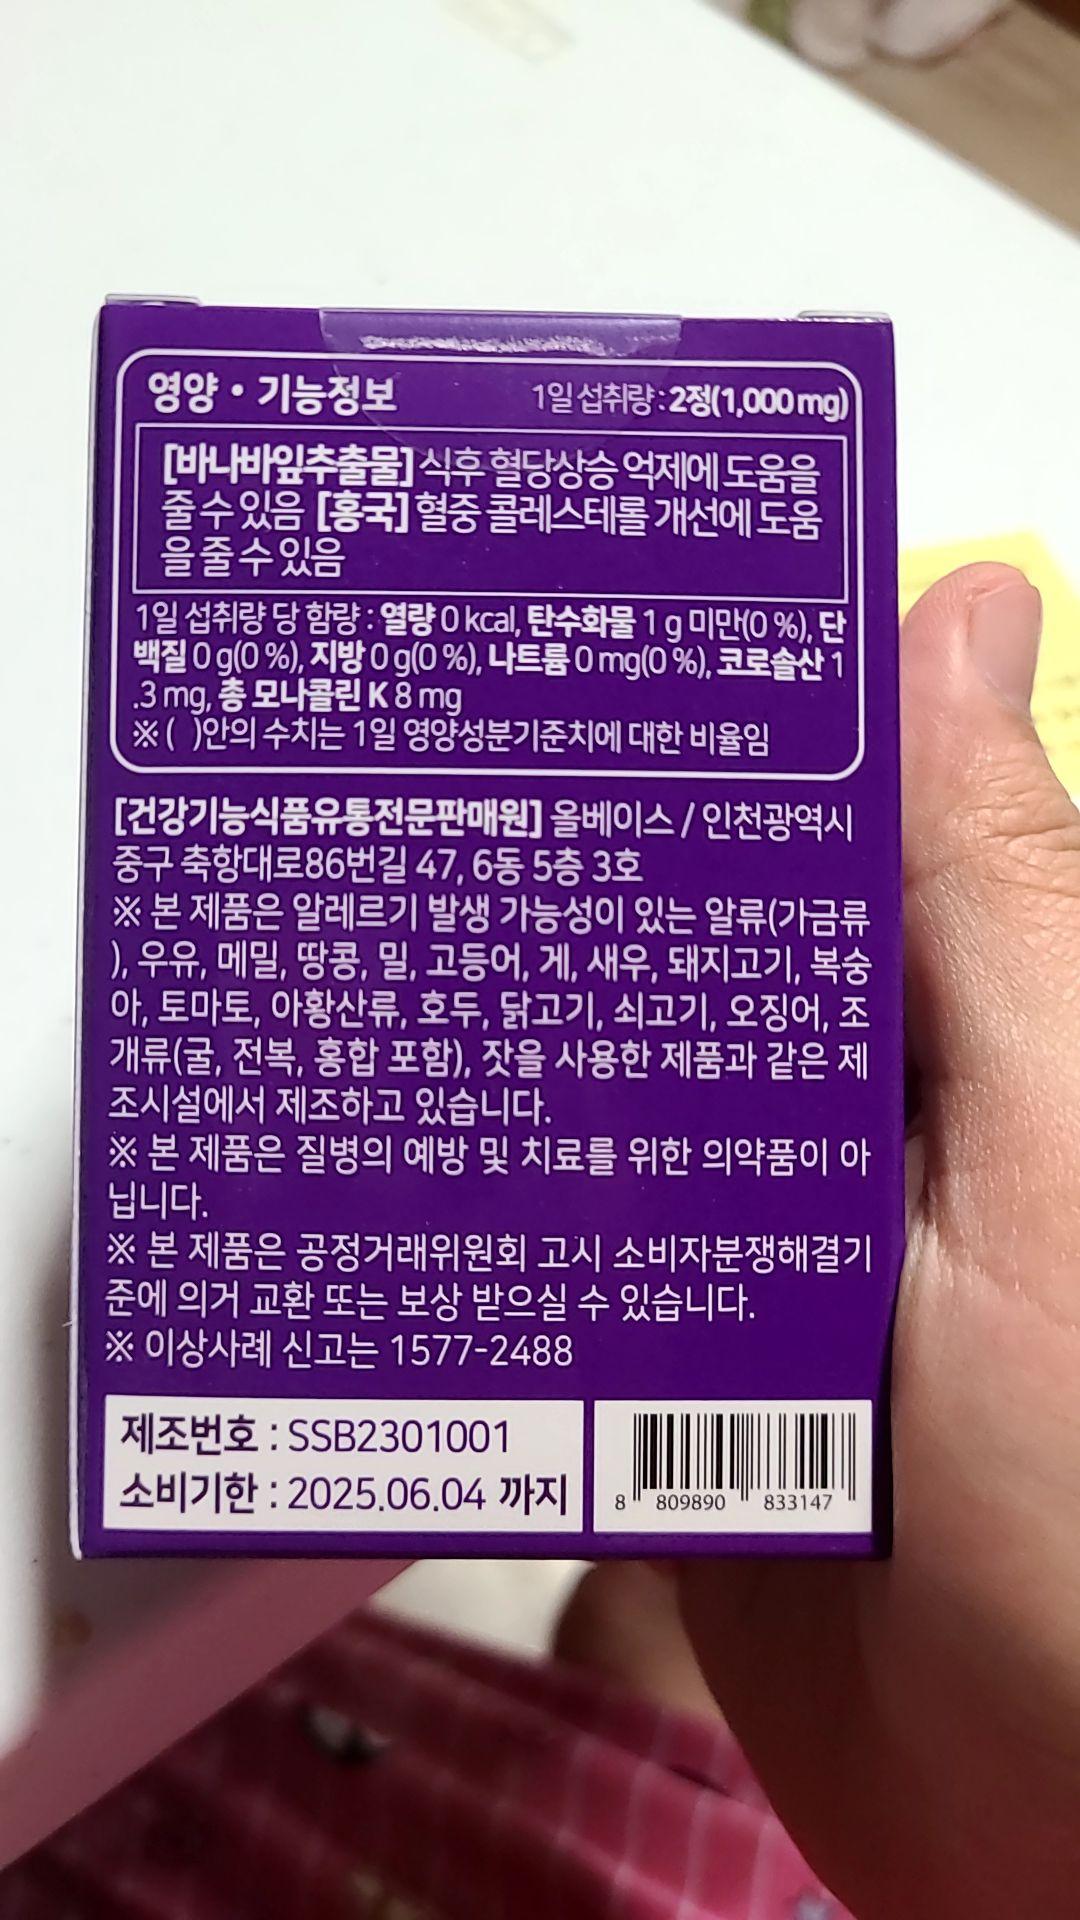 영양・기능정보 1일 섭취량 : 2정(1,000 mg)
[바나바잎추출물] 식후 혈당상승 억제에 도움을
줄 수 있음 [홍국] 혈중 콜레스테롤 개선에 도움
을 줄 수 있음
1일 섭취량 당 함량 : 열량 0 kcal, 탄수화물 1 g 미만(0 %), 단
백질 0 g(0 %), 지방 0 g(0 %), 나트륨 0 mg(0 %), 코로솔산 1
.3 mg, 총 모나콜린 K 8 mg
※ ( )안의 수치는 1일 영양성분기준치에 대한 비율임
[건강기능식품유통전문판매원] 올베이스 / 인천광역시
중구 축항대로86번길 47, 6동 5층 3호
※ 본 제품은 알레르기 발생 가능성이 있는 알류(가금류
), 우유, 메밀, 땅콩, 밀, 고등어, 게, 새우, 돼지고기, 복숭
아, 토마토, 아황산류, 호두, 닭고기, 쇠고기, 오징어, 조
개류(굴, 전복, 홍합 포함), 잣을 사용한 제품과 같은 제
조시설에서 제조하고 있습니다.
※ 본 제품은 질병의 예방 및 치료를 위한 의약품이 아
닙니다.
※ 본 제품은 공정거래위원회 고시 소비자분쟁해결기
준에 의거 교환 또는 보상 받으실 수 있습니다.
※ 이상사례 신고는 1577-2488
제조번호 : SSB2301001
소비기한 : 2025.06.04 까지
8 809890 833147